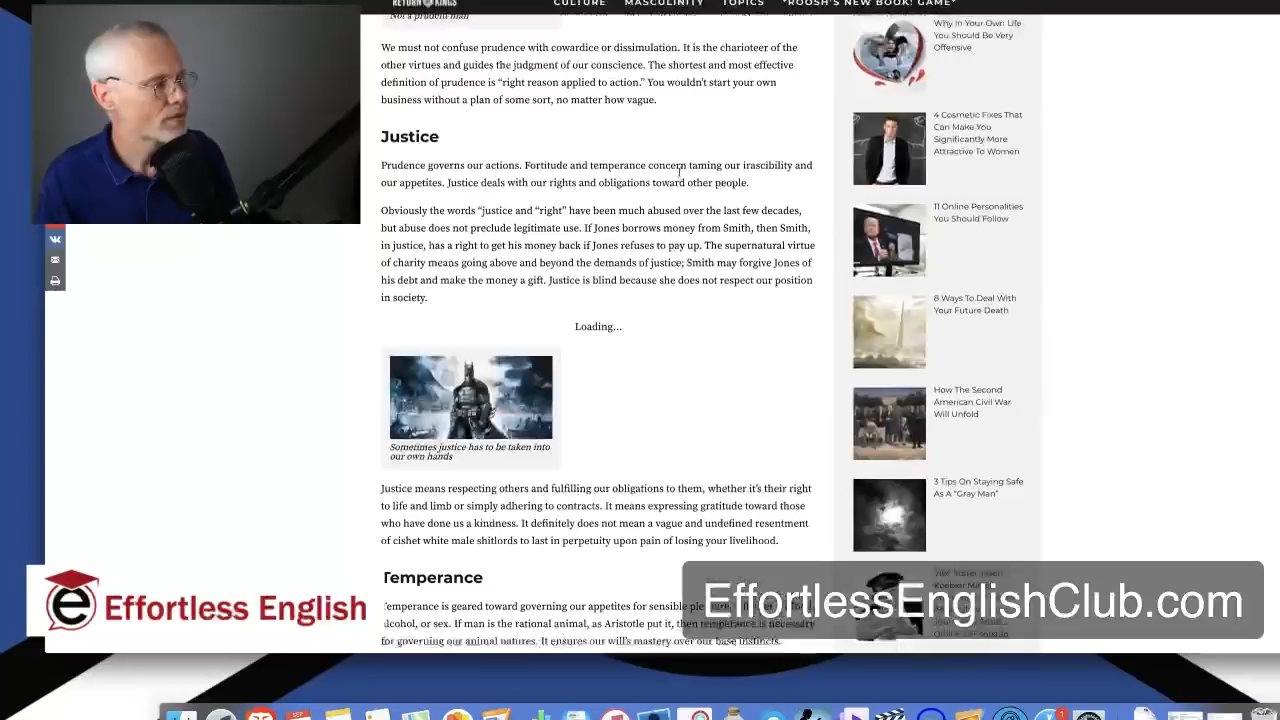 RETURN OF KINGS
CULTURE
MASCULINITY
TOPICS
*ROOSH'S NEW BOOK: GAME*
Not a prudent man
We must not confuse prudence with cowardice or dissimulation. It is the charioteer of the
other virtues and guides the judgment of our conscience. The shortest and most effective
definition of prudence is “right reason applied to action.” You wouldn't start your own
business without a plan of some sort, no matter how vague.
Justice
Prudence governs our actions. Fortitude and temperance concern taming our irascibility and
our appetites. Justice deals with our rights and obligations toward other people.
Obviously the words “justice and “right” have been much abused over the last few decades,
but abuse does not preclude legitimate use. If Jones borrows money from Smith, then Smith,
in justice, has a right to get his money back if Jones refuses to pay up. The supernatural virtue
of charity means going above and beyond the demands of justice; Smith may forgive Jones of
his debt and make the money a gift. Justice is blind because she does not respect our position
in society.
Loading...
Sometimes justice has to be taken into
our own hands
Justice means respecting others and fulfilling our obligations to them, whether it's their right
to life and limb or simply adhering to contracts. It means expressing gratitude toward those
who have done us a kindness. It definitely does not mean a vague and undefined resentment
of cishet white male shitlords to last in perpetuity upon pain of losing your livelihood.
Temperance
Temperance is geared toward governing our appetites for sensible
alcohol, or sex. If man is the rational animal, as Aristotle put it, then temperance is necessary
for governing our animal natures. It ensures our will's mastery over our base instincts.
Why In Your Own Life
You Should Be Very
Offensive
4 Cosmetic Fixes That
Can Make You
Significantly More
Attractive To Women
11 Online Personalities
You Should Follow
8 Ways To Deal With
Your Future Death
How The Second
American Civil War
Will Unfold
3 Tips On Staying Safe
As A “Gray Man”
e Effortless English
EffortlessEnglishClub.com